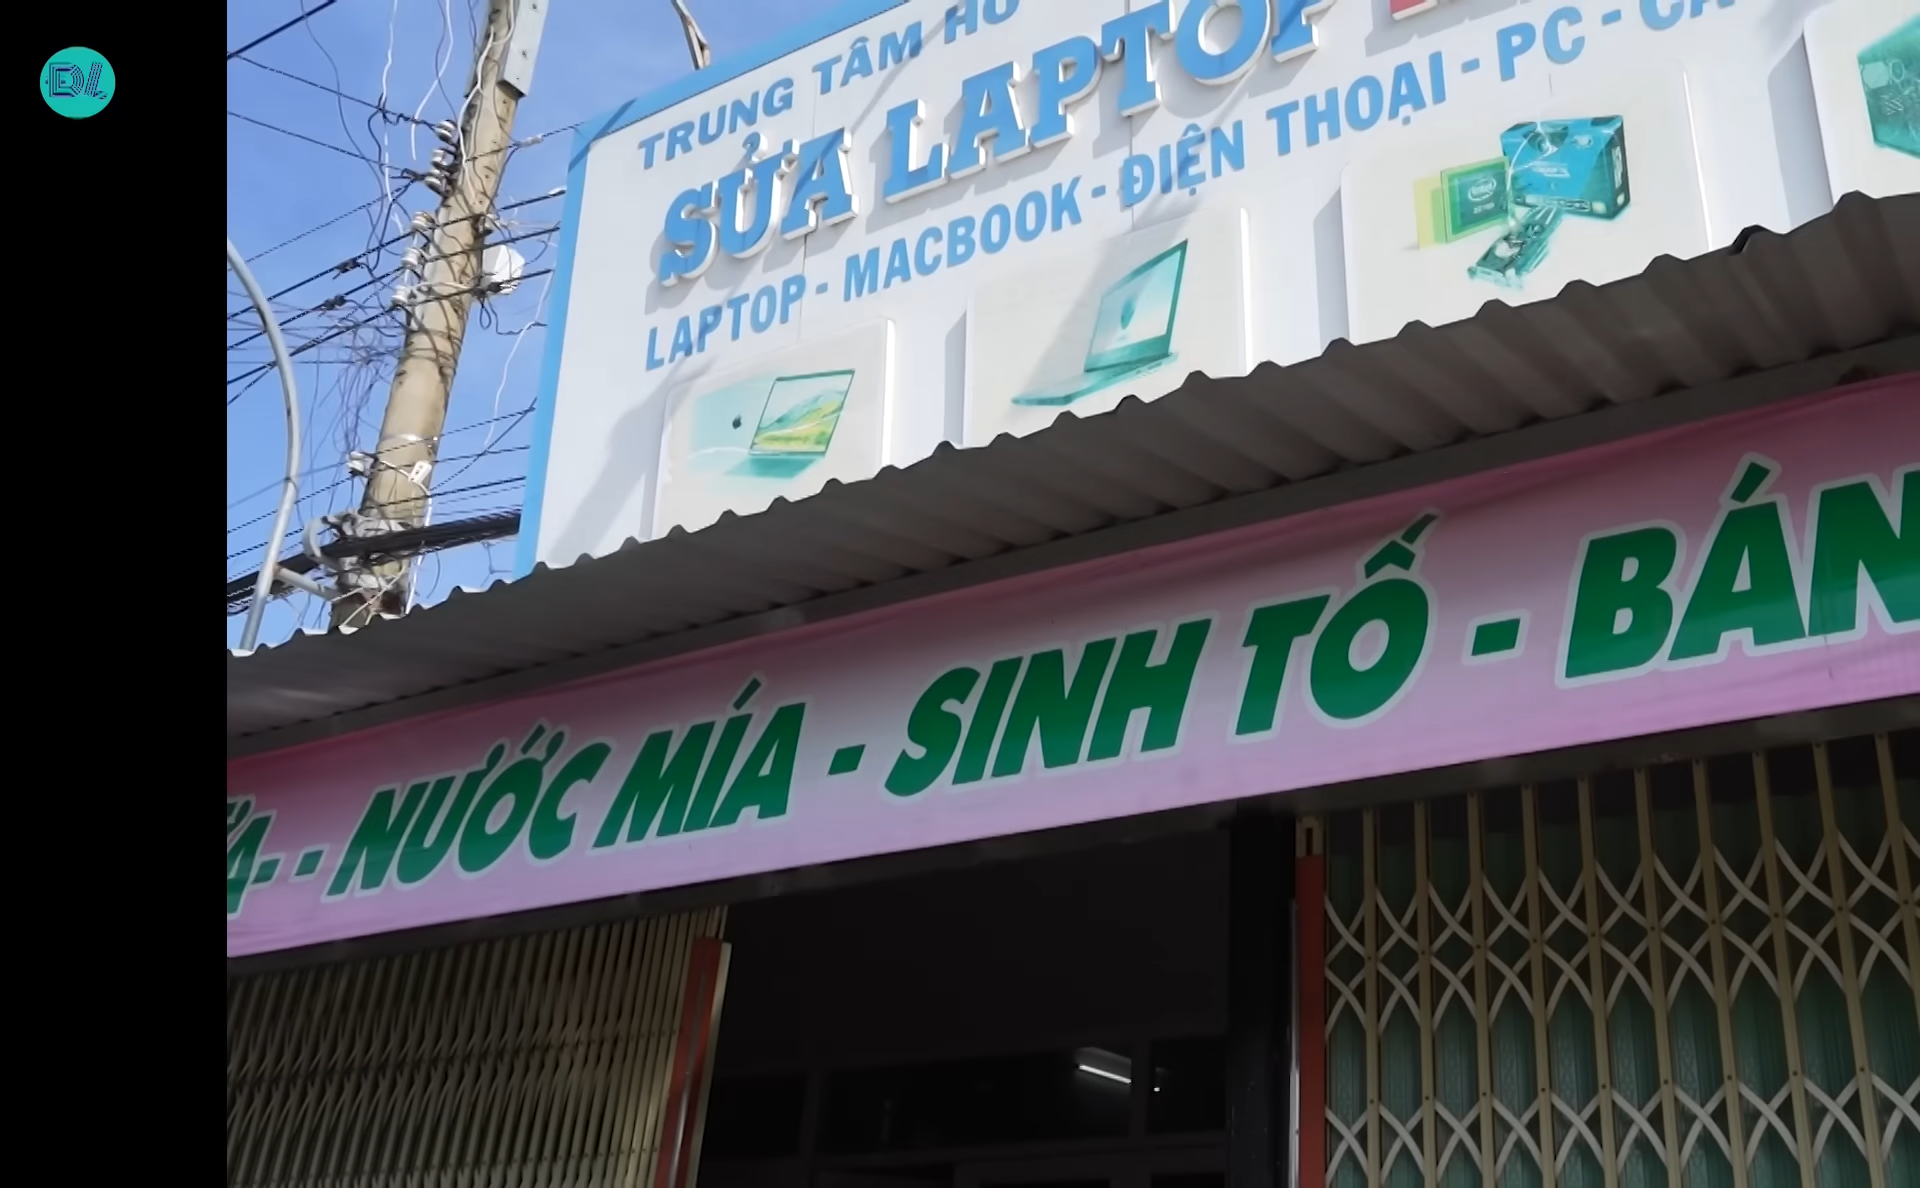 TRUNG TÂM
SỬA LAPTOP
LAPTOP - MACBOOK - ĐIỆN THOẠI - PC -
- - NƯỚC MÍA - SINH TỐ -